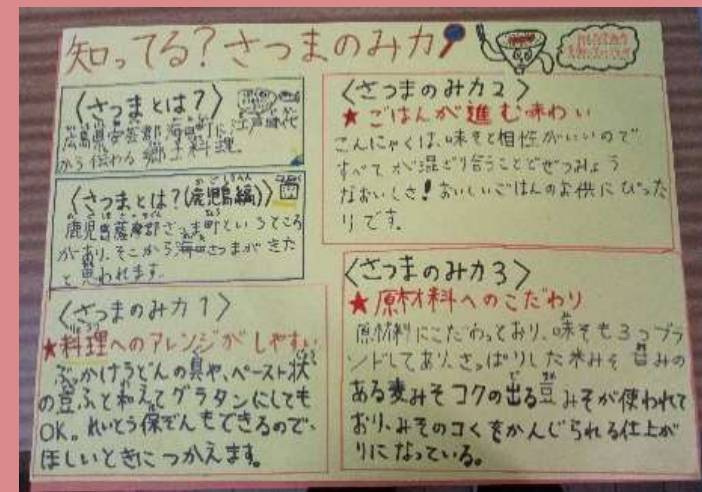 知ってる?さつまのみ力
〈さつまとは?〉
江戸時代
広島県安芸郡海田町に
から伝わる郷土料理。
〈さつまとは?(鹿児島編)〉
鹿児島薩摩郡さつま町というところ
があり、そこから海田さつまがきた
と思われます。
〈さつまのみ力1〉
★料理へのアレンジがしやすい
ぶっかけうどんの具や、ペースト状
の豆ふと和えてグラタンにしても
OK。れいとう保ぞんもできるので、
ほしいときにつかえます。
〈さつまのみ力2〉
★ごはんが進む味わい
こんにゃくは、味そと相性がいいので
すべてが混ざり合うことでぜつみょう
なおいしさ!おいしいごはんのお供にぴった
りです。
〈さつまのみ力3〉
★原材料へのこだわり
原材料にこだわっており、味そも3つブラ
ンドしてあり、さっぱりした米みそ 旨みの
ある麦みそコクの出る豆みそが使われて
おり、みそのコくをかんじられる仕上が
りになっている。